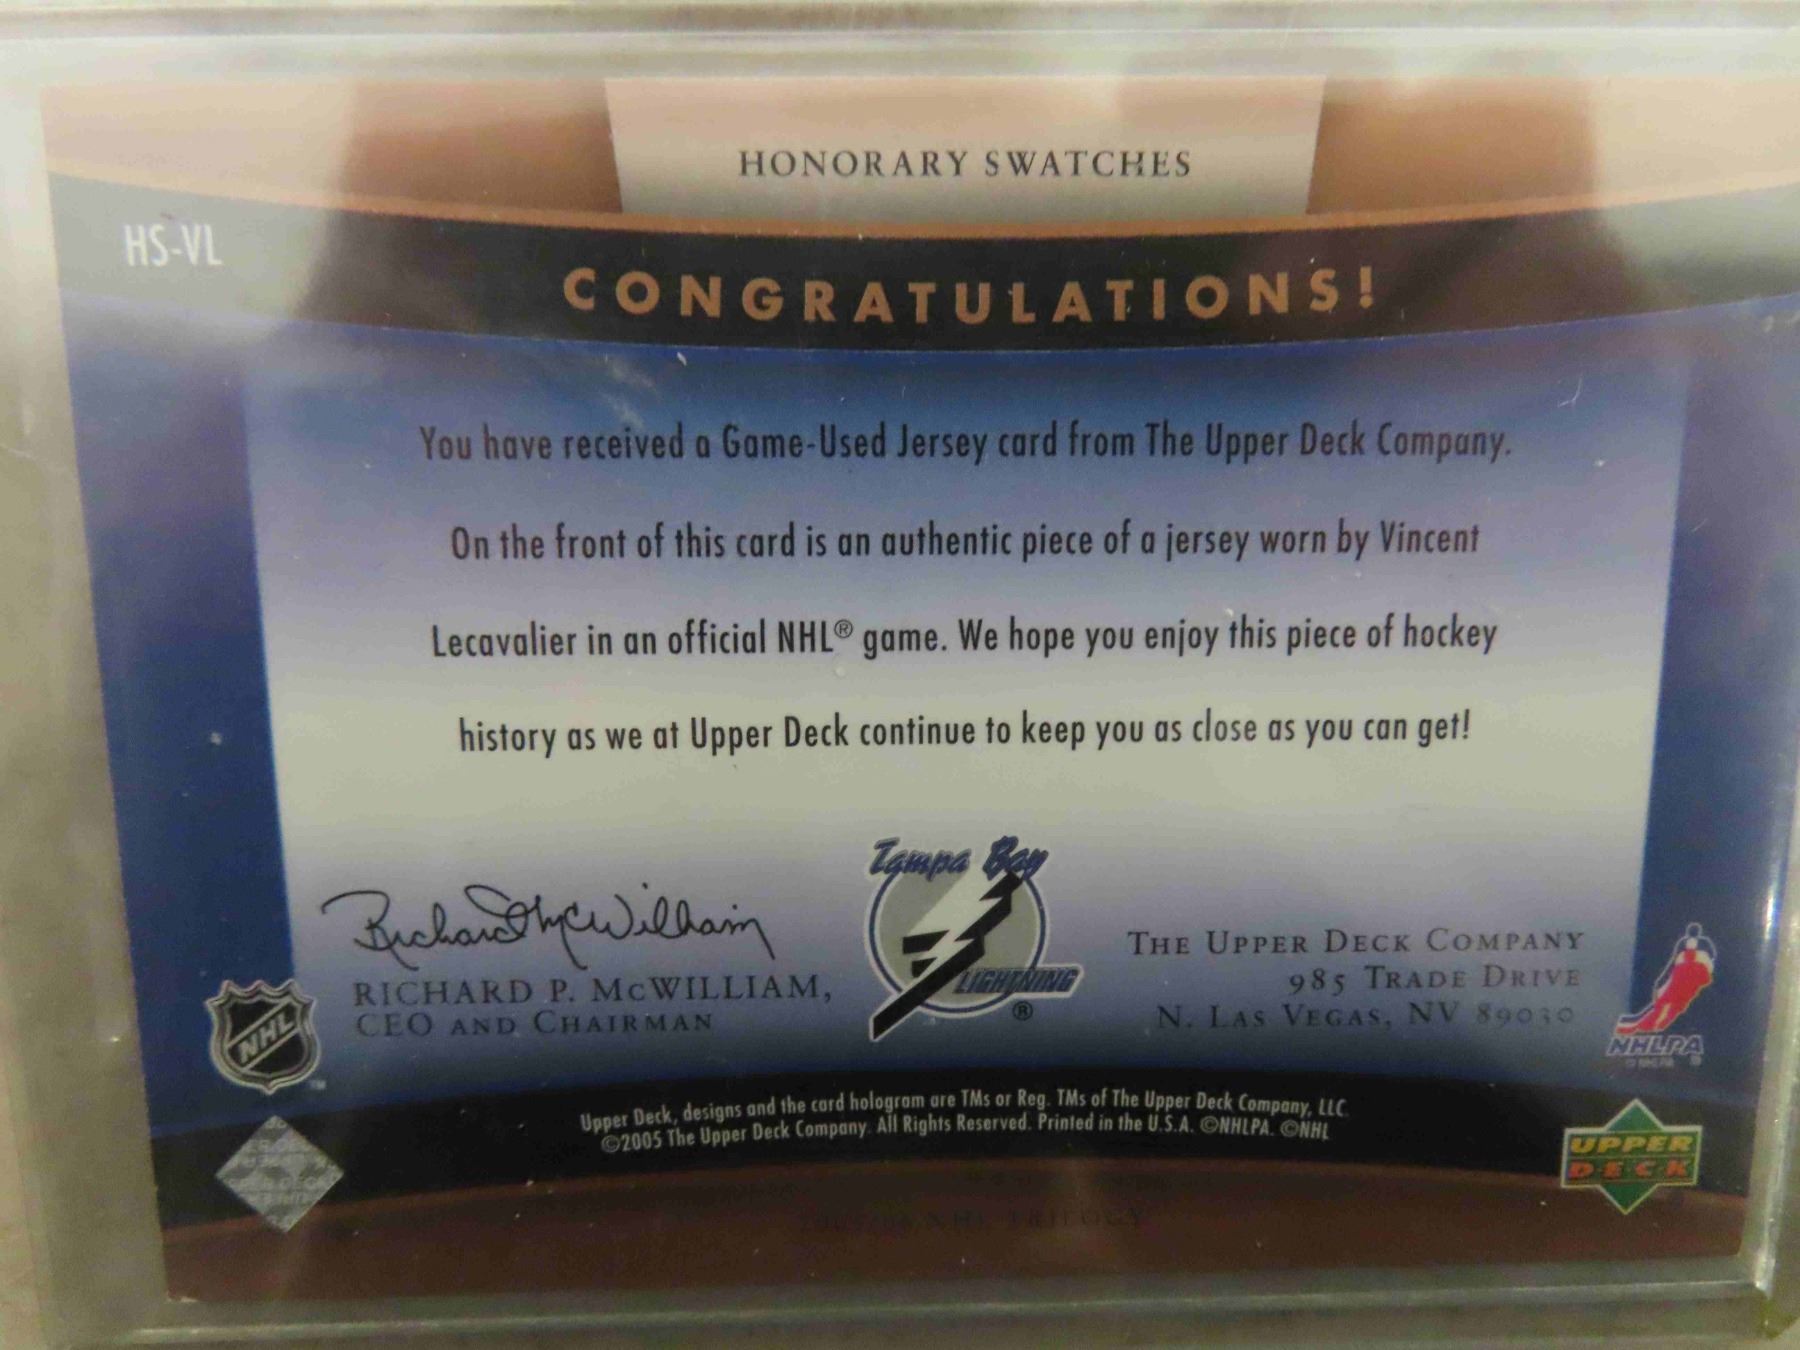 HONORARY SWATCHES
HS-VL
CONGRATULATIONS!
You have received a Game-Used Jersey card from The Upper Deck Company.
On the front of this card is an authentic piece of a jersey worn by Vincent
Lecavalier in an official NHL® game. We hope you enjoy this piece of hockey
history as we at Upper Deck continue to keep you as close as you can get!
Richard McWilliam
RICHARD P. MCWILLIAM,
CEO AND CHAIRMAN
NHL
TM
Tampa Bay
LIGHTNING
®
THE UPPER DECK COMPANY
985 TRADE DRIVE
N. LAS VEGAS, NV 89030
NHLPA
Upper Deck, designs and the card hologram are TMs or Reg. TMs of The Upper Deck Company, LLC.
©2005 The Upper Deck Company. All Rights Reserved. Printed in the U.S.A. ©NHLPA. ©NHL
UPPER
DECK
NHL TRILOGY